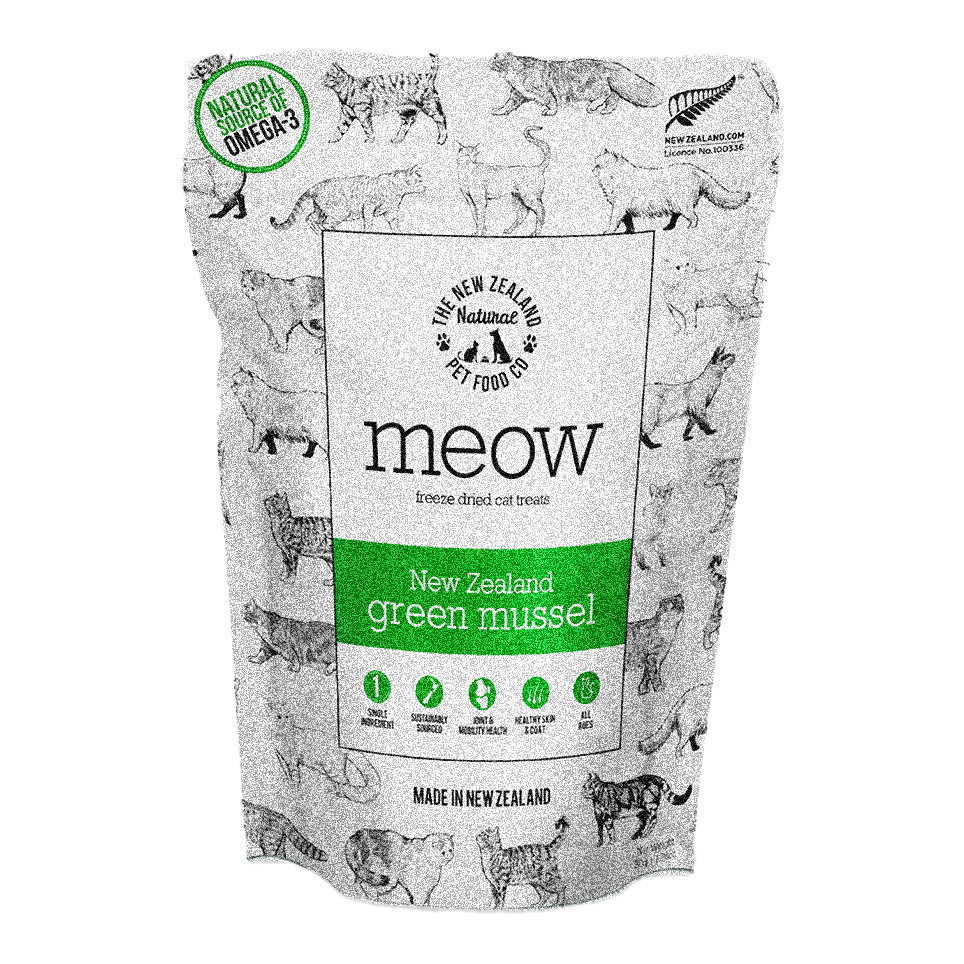 NATURAL
SOURCE OF
OMEGA-3
NEWZEALAND.COM
Licence No.100336
THE NEW ZEALAND
Natural
PET FOOD CO
meow
freeze dried cat treats
New Zealand
green mussel
1
SINGLE
INGREDIENT
SUSTAINABLY
SOURCED
JOINT &
MOBILITY HEALTH
HEALTHY SKIN
& COAT
ALL
AGES
MADE IN NEW ZEALAND